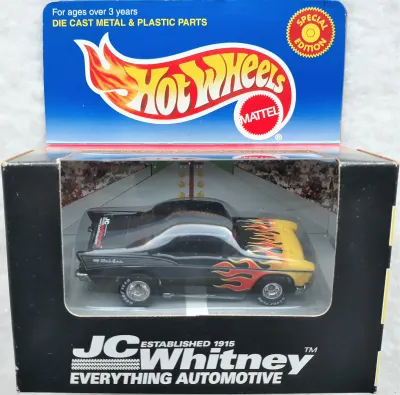 For ages over 3 years
DIE CAST METAL & PLASTIC PARTS
SPECIAL EDITION
HOT WHEELS
MATTEL
ESTABLISHED 1915
JC Whitney™
EVERYTHING AUTOMOTIVE